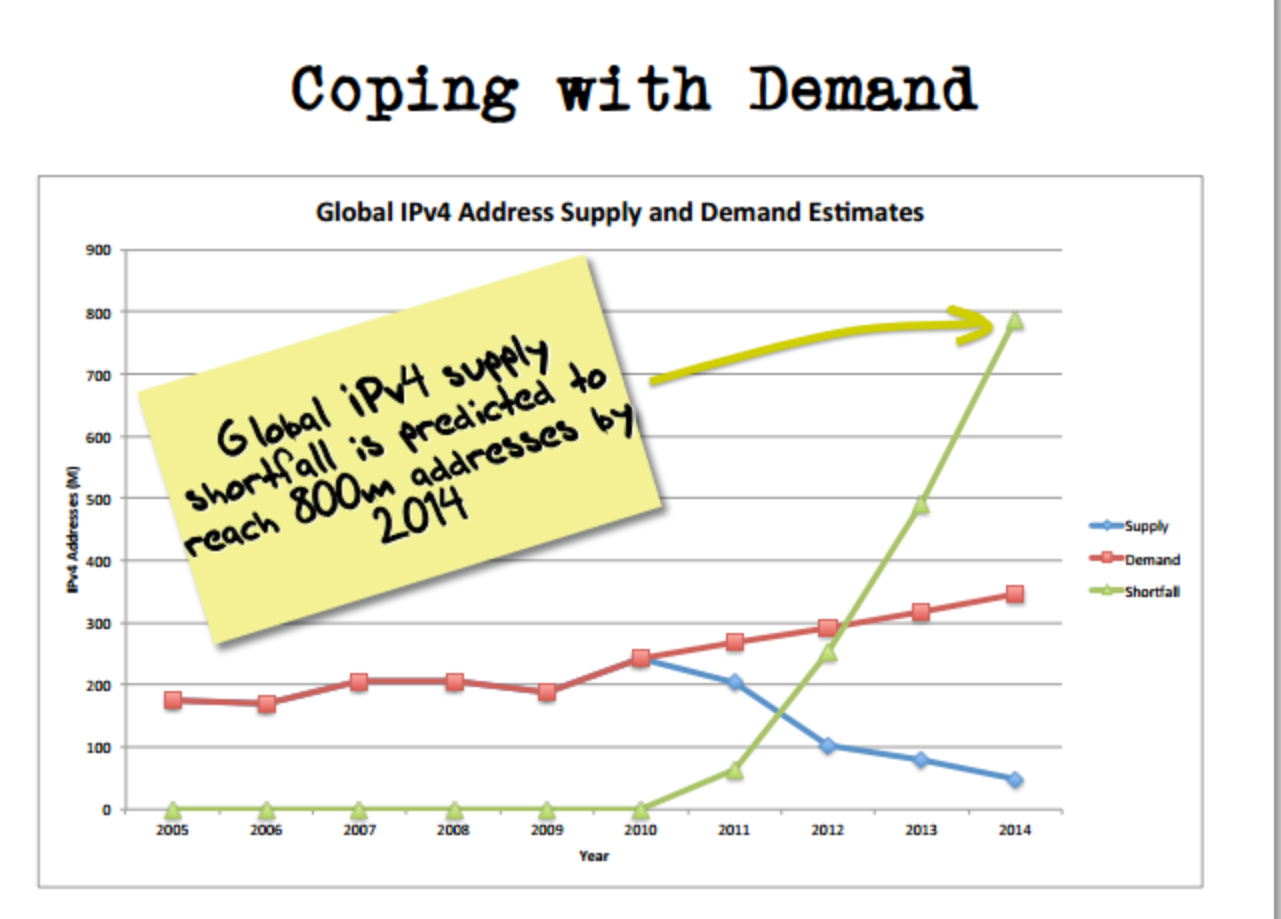 Coping with Demand
Global IPv4 Address Supply and Demand Estimates
900
800
700
600
500
400
300
200
100
0
IPv4 Addresses (M)
Global iPv4 supply
shortfall is predicted to
reach 800m addresses by
2014
Supply
Demand
Shortfall
2005 2006 2007 2008 2009 2010 2011 2012 2013 2014
Year